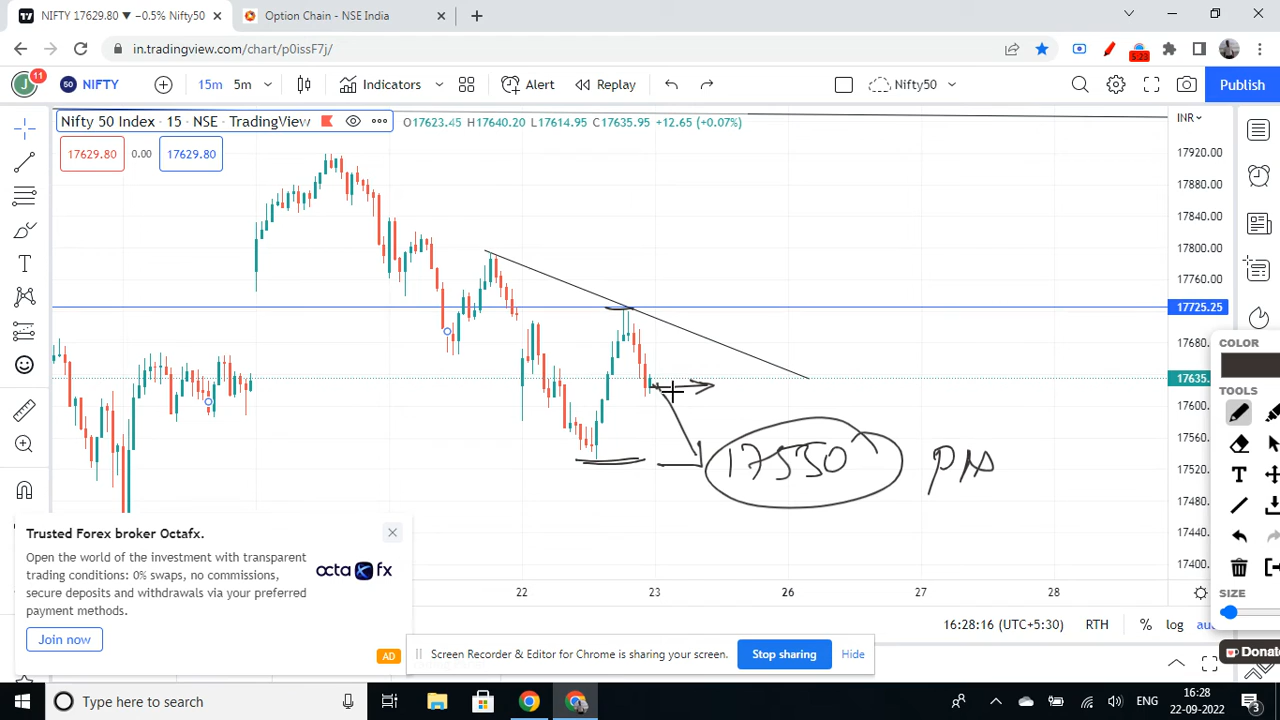 NIFTY 17629.80 ▼ −0.5% Nifty50
Option Chain - NSE India
in.tradingview.com/chart/p0issF7j/
5:23
J 11
50 NIFTY
15m 5m
Indicators
Alert
Replay
Nifty50
Publish
Nifty 50 Index · 15 · NSE · TradingView
O17623.45 H17640.20 L17614.95 C17635.95 +12.65 (+0.07%)
INR
17629.80 0.00 17629.80
17920.00
17880.00
17840.00
17800.00
17760.00
17725.25
17680.00
17635.
17600.00
17560.00
17520.00
17480.00
17440.00
17400.00
17550
COLOR
TOOLS
T
SIZE
Trusted Forex broker Octafx.
Open the world of the investment with transparent
trading conditions: 0% swaps, no commissions,
secure deposits and withdrawals via your preferred
payment methods.
octa fx
Join now
AD
22 23 26 27 28
16:28:16 (UTC+5:30) RTH % log
Screen Recorder & Editor for Chrome is sharing your screen. Stop sharing Hide
Donate
Type here to search
ENG
16:28
22-09-2022
3